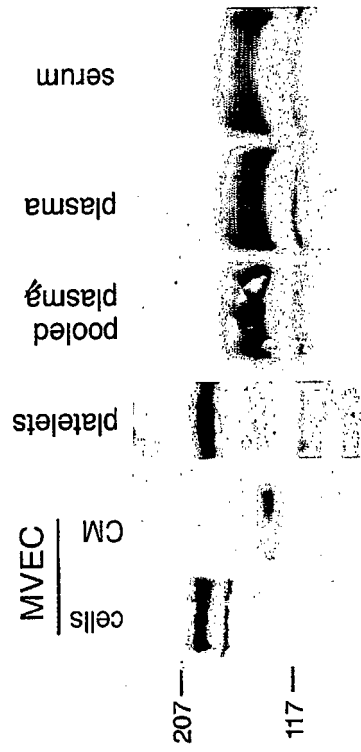 MVEC
cells
CM
platelets
pooled
plasma
plasma
serum
207
117